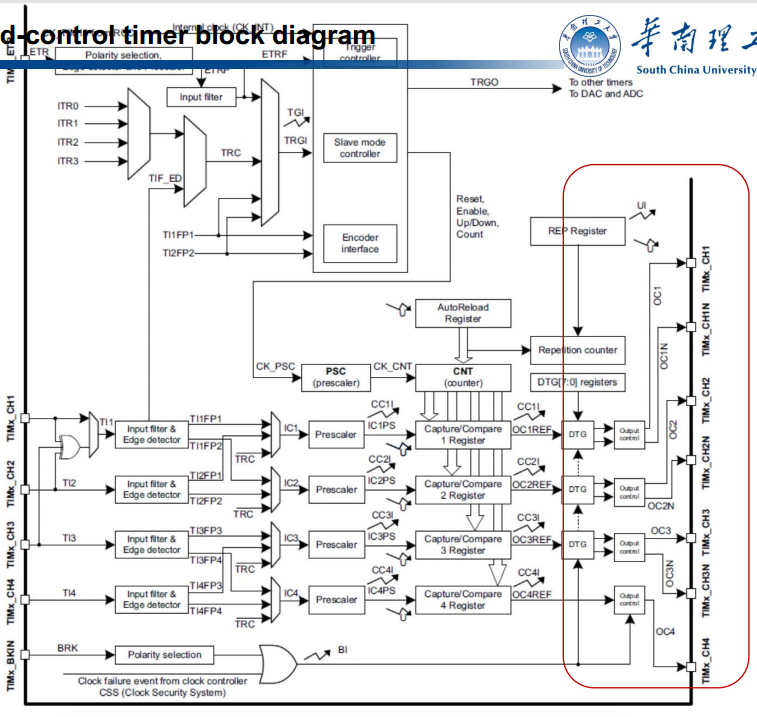 d-control timer block diagram
华南理工
South China University
Internal clock (CK_INT)
ETR
TIMx_ETR
Polarity selection,
Edge detector and Prescaler
ETRP
ETRF
Input filter
Trigger
controller
TRGO
To other timers
To DAC and ADC
ITR0
ITR1
ITR2
ITR3
TGI
TRC
TRGI
TIF_ED
Slave mode
controller
Reset,
Enable,
Up/Down,
Count
TI1FP1
TI2FP2
Encoder
interface
UI
REP Register
AutoReload
Register
Repetition counter
CK_PSC
PSC
(prescaler)
CK_CNT
CNT
(counter)
DTG[7:0] registers
TIMx_CH1
TI1
Input filter &
Edge detector
TI1FP1
TI1FP2
TRC
IC1
Prescaler
CC1I
IC1PS
Capture/Compare
1 Register
CC1I
OC1REF
DTG
Output
control
OC1
TIMx_CH1
OC1N
TIMx_CH1N
TIMx_CH2
TI2
Input filter &
Edge detector
TI2FP1
TI2FP2
TRC
IC2
Prescaler
CC2I
IC2PS
Capture/Compare
2 Register
CC2I
OC2REF
DTG
Output
control
OC2
TIMx_CH2
OC2N
TIMx_CH2N
TIMx_CH3
TI3
Input filter &
Edge detector
TI3FP3
TI3FP4
TRC
IC3
Prescaler
CC3I
IC3PS
Capture/Compare
3 Register
CC3I
OC3REF
DTG
Output
control
OC3
TIMx_CH3
OC3N
TIMx_CH3N
TIMx_CH4
TI4
Input filter &
Edge detector
TI4FP3
TI4FP4
TRC
IC4
Prescaler
CC4I
IC4PS
Capture/Compare
4 Register
CC4I
OC4REF
Output
control
OC4
TIMx_CH4
TIMx_BKIN
BRK
Polarity selection
BI
Clock failure event from clock controller
CSS (Clock Security System)